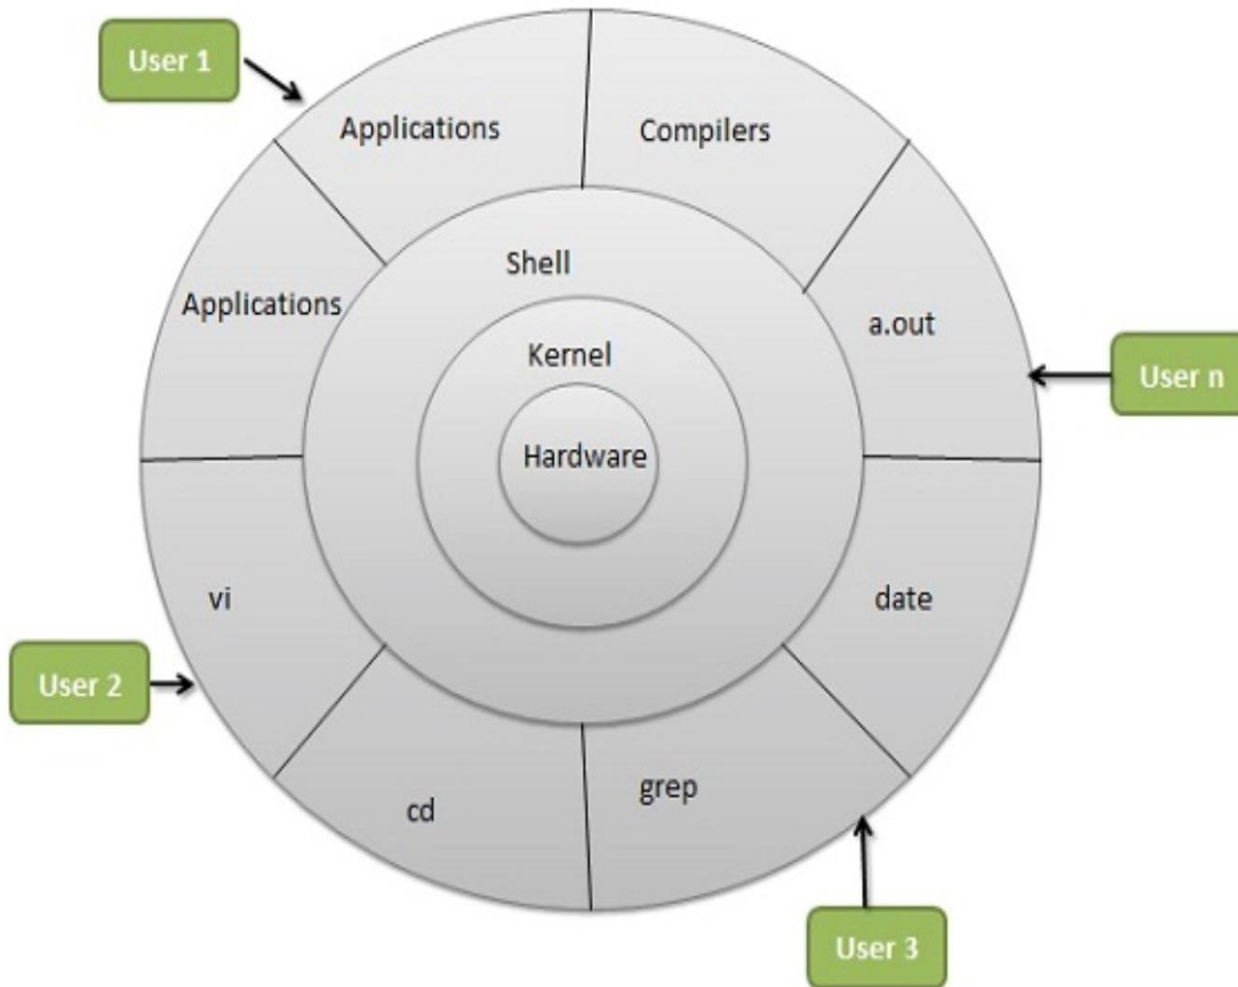 User 1
Applications
Compilers
Shell
Applications
a.out
Kernel
User n
Hardware
vi
date
User 2
cd
grep
User 3